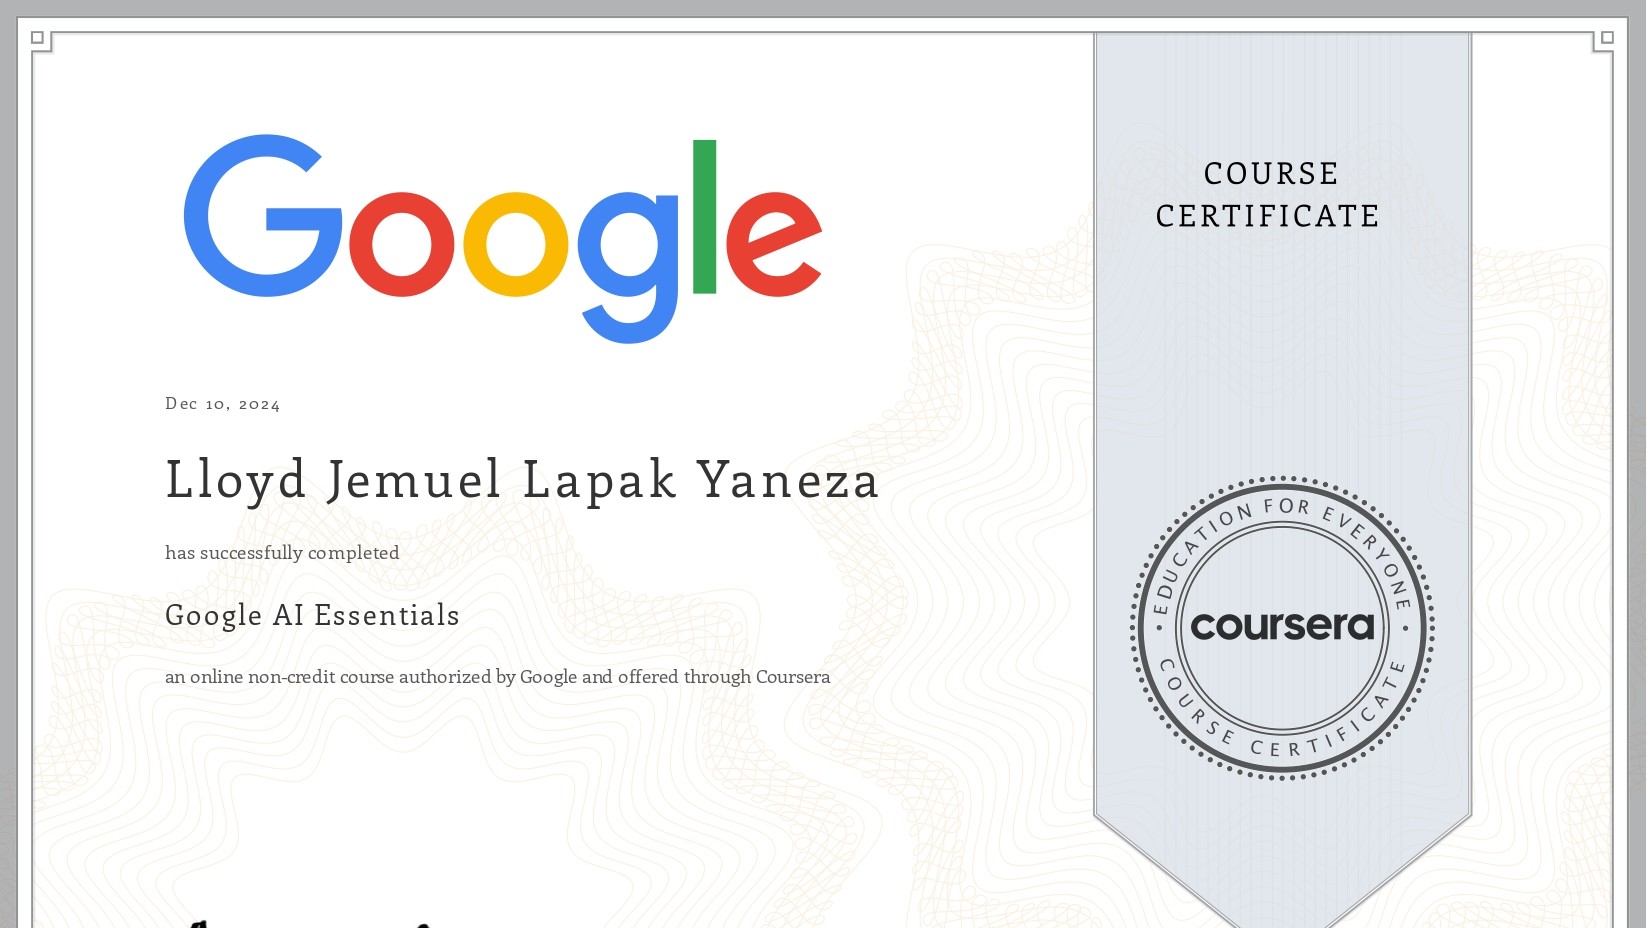 Google
COURSE
CERTIFICATE
Dec 10, 2024
Lloyd Jemuel Lapak Yaneza
has successfully completed
Google AI Essentials
an online non-credit course authorized by Google and offered through Coursera
EDUCATION FOR EVERYONE
coursera
COURSE CERTIFICATE